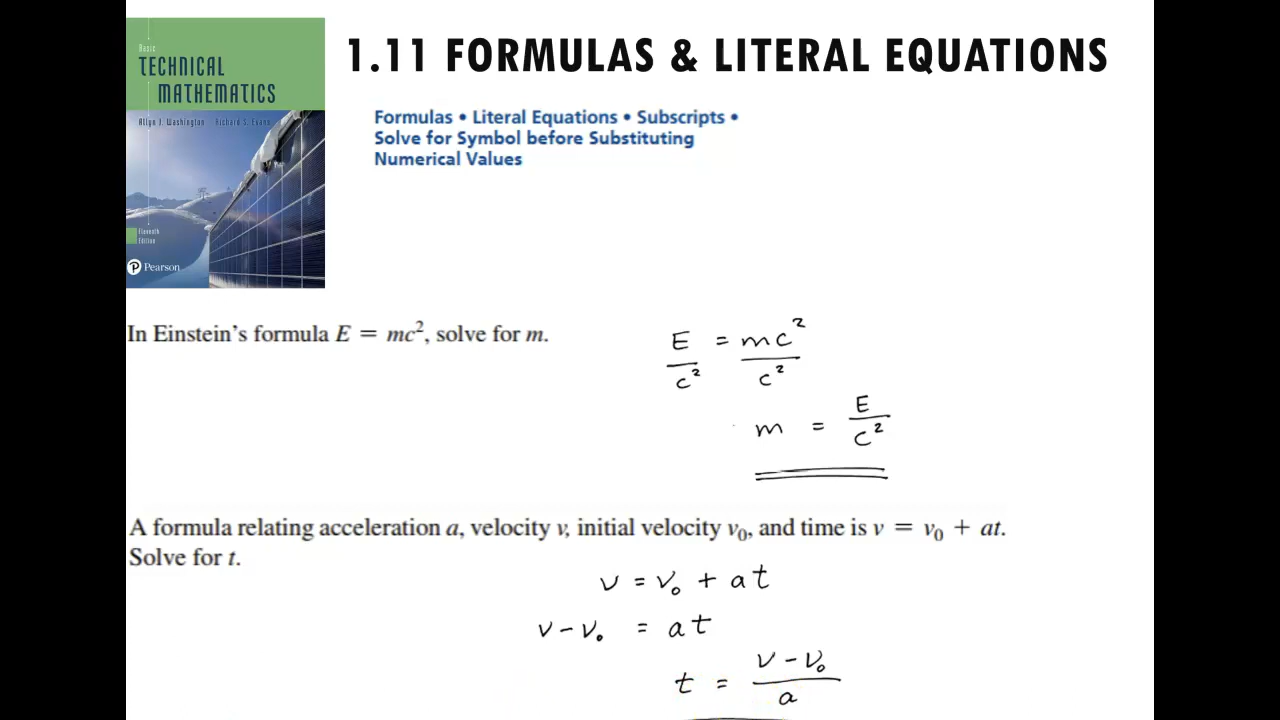 Basic
TECHNICAL
MATHEMATICS
Allyn J. Washington Richard S. Evans
Eleventh
Edition
Pearson
1.11 FORMULAS & LITERAL EQUATIONS
Formulas • Literal Equations • Subscripts •
Solve for Symbol before Substituting
Numerical Values
In Einstein's formula E = mc², solve for m.
E/c² = mc²/c²
m = E/c²
A formula relating acceleration a, velocity v, initial velocity v₀, and time is v = v₀ + at.
Solve for t.
v = v₀ + at
v - v₀ = at
t = v - v₀/a